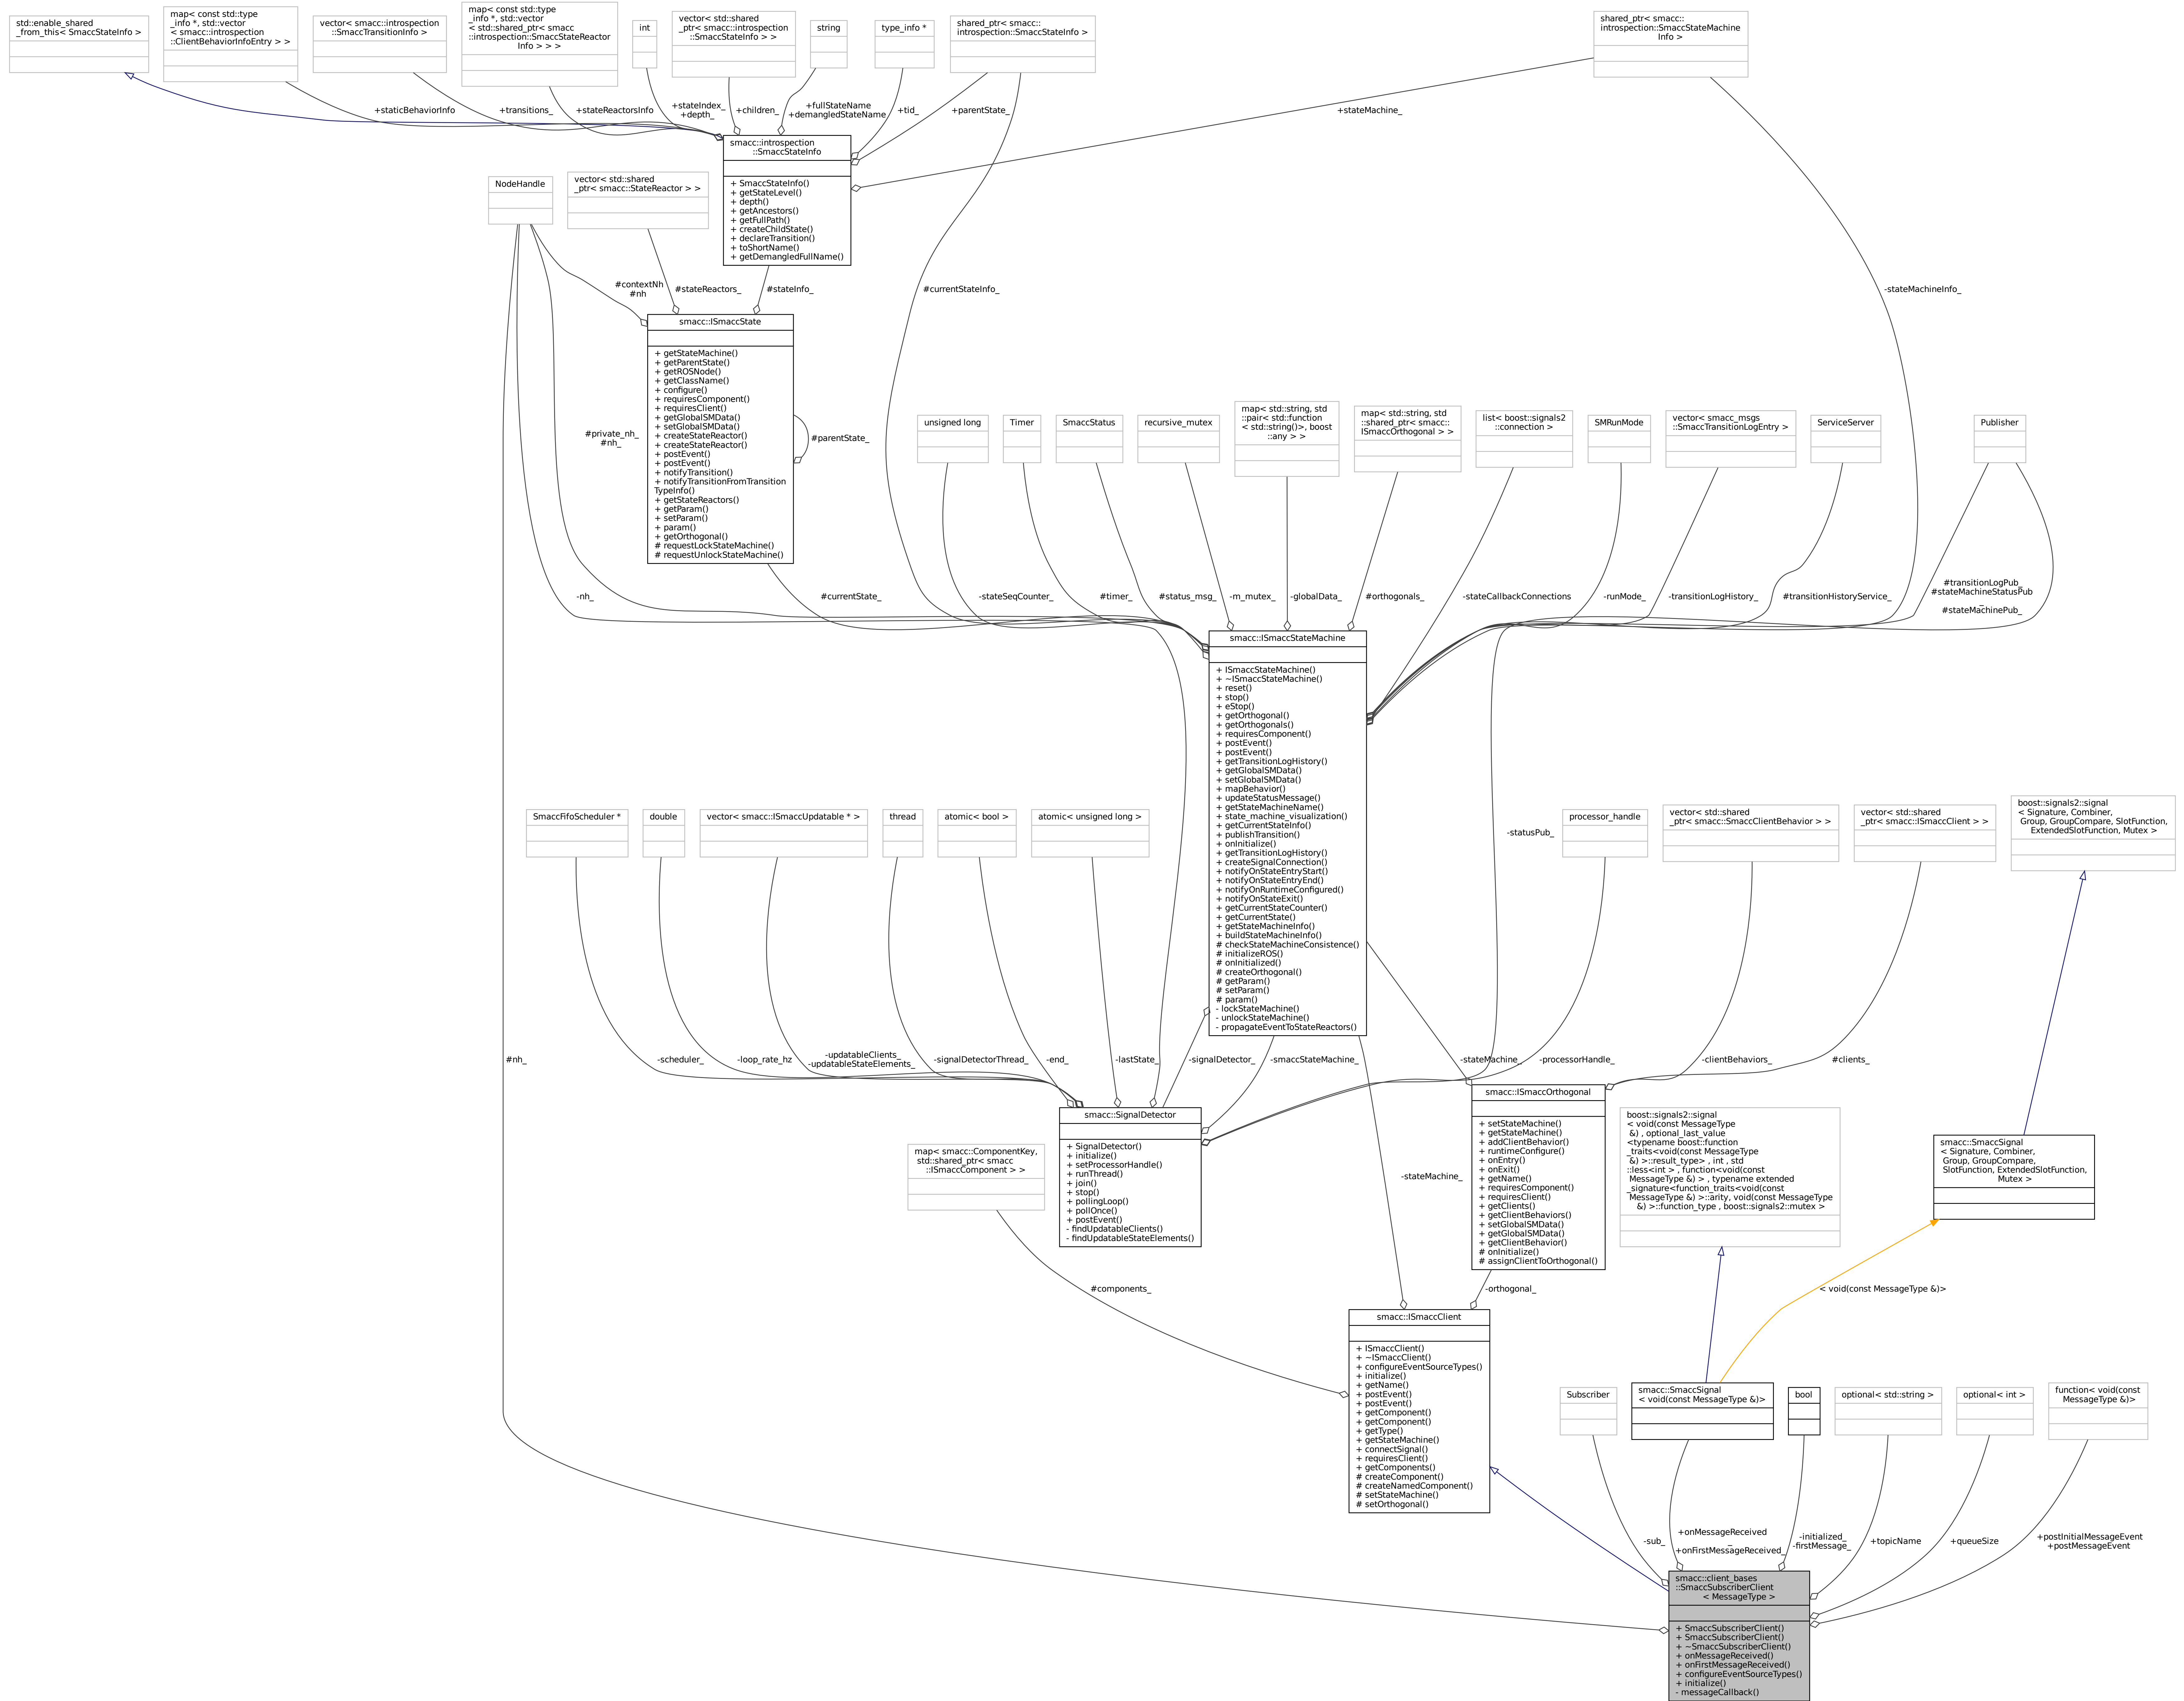 std::enable_shared
_from_this< SmaccStateInfo >
map< const std::type
_info *, std::vector
< smacc::introspection
::ClientBehaviorInfoEntry > >
vector< smacc::introspection
::SmaccTransitionInfo >
map< const std::type
_info *, std::vector
< std::shared_ptr< smacc
::introspection::SmaccStateReactor
Info > > >
int
vector< std::shared
_ptr< smacc::introspection
::SmaccStateInfo > >
string
type_info *
shared_ptr< smacc::
introspection::SmaccStateInfo >
shared_ptr< smacc::
introspection::SmaccStateMachine
Info >
+staticBehaviorInfo
+transitions_
+stateReactorsInfo
+stateIndex_
+depth_
+children_
+fullStateName
+demangledStateName
+tid_
+parentState_
+stateMachine_
smacc::introspection
::SmaccStateInfo
+ SmaccStateInfo()
+ getStateLevel()
+ depth()
+ getAncestors()
+ getFullPath()
+ createChildState()
+ declareTransition()
+ toShortName()
+ getDemangledFullName()
NodeHandle
vector< std::shared
_ptr< smacc::StateReactor > >
#contextNh
#nh
#stateReactors_
#stateInfo_
#currentStateInfo_
-stateMachineInfo_
smacc::ISmaccState
+ getStateMachine()
+ getParentState()
+ getROSNode()
+ getClassName()
+ configure()
+ requiresComponent()
+ requiresClient()
+ getGlobalSMData()
+ setGlobalSMData()
+ createStateReactor()
+ createStateReactor()
+ postEvent()
+ postEvent()
+ notifyTransition()
+ notifyTransitionFromTransition
TypeInfo()
+ getStateReactors()
+ getParam()
+ setParam()
+ param()
+ getOrthogonal()
# requestLockStateMachine()
# requestUnlockStateMachine()
#private_nh_
#nh_
#parentState_
unsigned long
Timer
SmaccStatus
recursive_mutex
map< std::string, std
::pair< std::function
< std::string()>, boost
::any > >
map< std::string, std
::shared_ptr< smacc::
ISmaccOrthogonal > >
list< boost::signals2
::connection >
SMRunMode
vector< smacc_msgs
::SmaccTransitionLogEntry >
ServiceServer
Publisher
-nh_
#currentState_
-stateSeqCounter_
#timer_
#status_msg_
-m_mutex_
-globalData_
#orthogonals_
-stateCallbackConnections
-runMode_
-transitionLogHistory_
#transitionHistoryService_
#transitionLogPub_
#stateMachineStatusPub
_
#stateMachinePub_
smacc::ISmaccStateMachine
+ ISmaccStateMachine()
+ ~ISmaccStateMachine()
+ reset()
+ stop()
+ eStop()
+ getOrthogonal()
+ getOrthogonals()
+ requiresComponent()
+ postEvent()
+ postEvent()
+ getTransitionLogHistory()
+ getGlobalSMData()
+ setGlobalSMData()
+ mapBehavior()
+ updateStatusMessage()
+ getStateMachineName()
+ state_machine_visualization()
+ getCurrentStateInfo()
+ publishTransition()
+ onInitialize()
+ getTransitionLogHistory()
+ createSignalConnection()
+ notifyOnStateEntryStart()
+ notifyOnStateEntryEnd()
+ notifyOnRuntimeConfigured()
+ notifyOnStateExit()
+ getCurrentStateCounter()
+ getCurrentState()
+ getStateMachineInfo()
+ buildStateMachineInfo()
# checkStateMachineConsistence()
# initializeROS()
# onInitialized()
# createOrthogonal()
# getParam()
# setParam()
# param()
- lockStateMachine()
- unlockStateMachine()
- propagateEventToStateReactors()
SmaccFifoScheduler *
double
vector< smacc::ISmaccUpdatable * >
thread
atomic< bool >
atomic< unsigned long >
-statusPub_
processor_handle
vector< std::shared
_ptr< smacc::SmaccClientBehavior > >
vector< std::shared
_ptr< smacc::ISmaccClient > >
boost::signals2::signal
< Signature, Combiner,
Group, GroupCompare, SlotFunction,
ExtendedSlotFunction, Mutex >
#nh_
-scheduler_
-loop_rate_hz
-updatableClients_
-updatableStateElements_
-signalDetectorThread_
-end_
-lastState_
-signalDetector_
-smaccStateMachine_
-stateMachine_
-processorHandle_
-clientBehaviors_
#clients_
smacc::SignalDetector
+ SignalDetector()
+ initialize()
+ setProcessorHandle()
+ runThread()
+ join()
+ stop()
+ pollingLoop()
+ pollOnce()
+ postEvent()
- findUpdatableClients()
- findUpdatableStateElements()
smacc::ISmaccOrthogonal
+ setStateMachine()
+ getStateMachine()
+ addClientBehavior()
+ runtimeConfigure()
+ onEntry()
+ onExit()
+ getName()
+ requiresComponent()
+ requiresClient()
+ getClients()
+ getClientBehaviors()
+ setGlobalSMData()
+ getGlobalSMData()
+ getClientBehavior()
# onInitialize()
# assignClientToOrthogonal()
boost::signals2::signal
< void(const MessageType
&) , optional_last_value
<typename boost::function
_traits<void(const MessageType
&) >::result_type> , int , std
::less<int > , function<void(const
MessageType &) > , typename extended
_signature<function_traits<void(const
MessageType &) >::arity, void(const MessageType
&) >::function_type , boost::signals2::mutex >
smacc::SmaccSignal
< Signature, Combiner,
Group, GroupCompare,
SlotFunction, ExtendedSlotFunction,
Mutex >
map< smacc::ComponentKey,
std::shared_ptr< smacc
::ISmaccComponent > >
-stateMachine_
#components_
-orthogonal_
< void(const MessageType &)>
smacc::ISmaccClient
+ ISmaccClient()
+ ~ISmaccClient()
+ configureEventSourceTypes()
+ initialize()
+ getName()
+ postEvent()
+ postEvent()
+ getComponent()
+ getComponent()
+ getType()
+ getStateMachine()
+ connectSignal()
+ requiresClient()
+ getComponents()
# createComponent()
# createNamedComponent()
# setStateMachine()
# setOrthogonal()
Subscriber
smacc::SmaccSignal
< void(const MessageType &)>
bool
optional< std::string >
optional< int >
function< void(const
MessageType &)>
-sub_
+onMessageReceived
_
+onFirstMessageReceived_
-initialized_
-firstMessage_
+topicName
+queueSize
+postInitialMessageEvent
+postMessageEvent
smacc::client_bases
::SmaccSubscriberClient
< MessageType >
+ SmaccSubscriberClient()
+ SmaccSubscriberClient()
+ ~SmaccSubscriberClient()
+ onMessageReceived()
+ onFirstMessageReceived()
+ configureEventSourceTypes()
+ initialize()
- messageCallback()